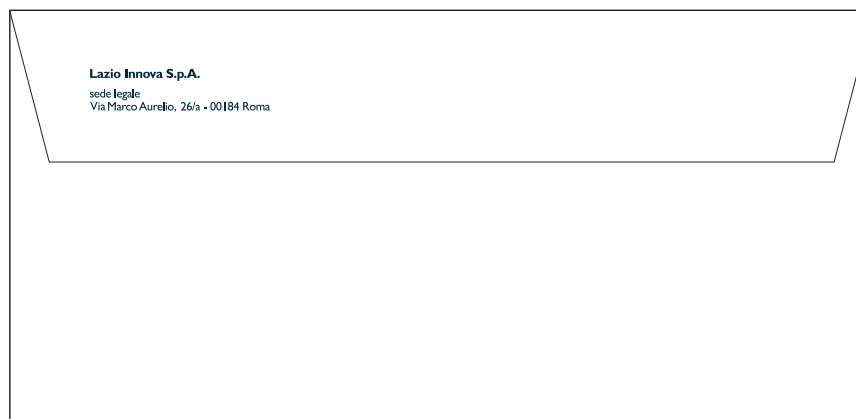 Lazio Innova S.p.A.
sede legale
Via Marco Aurelio, 26/a - 00184 Roma